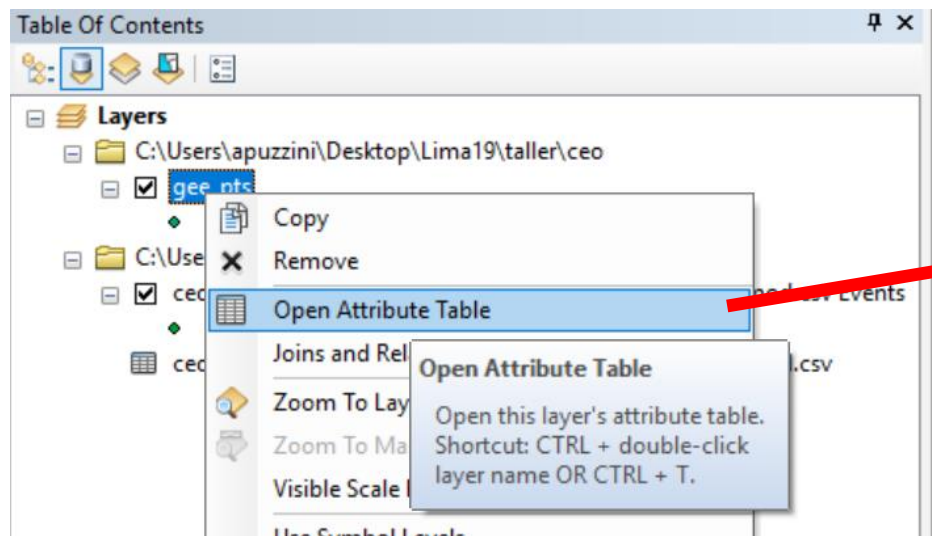 Table Of Contents
Layers
C:\Users\apuzzini\Desktop\Lima19\taller\ceo
gee_pts
Copy
C:\Use
Remove
Events
Open Attribute Table
Joins and Rel
.csv
Open Attribute Table
Zoom To Lay
Open this layer's attribute table.
Zoom To Ma
Shortcut: CTRL + double-click
layer name OR CTRL + T.
Visible Scale